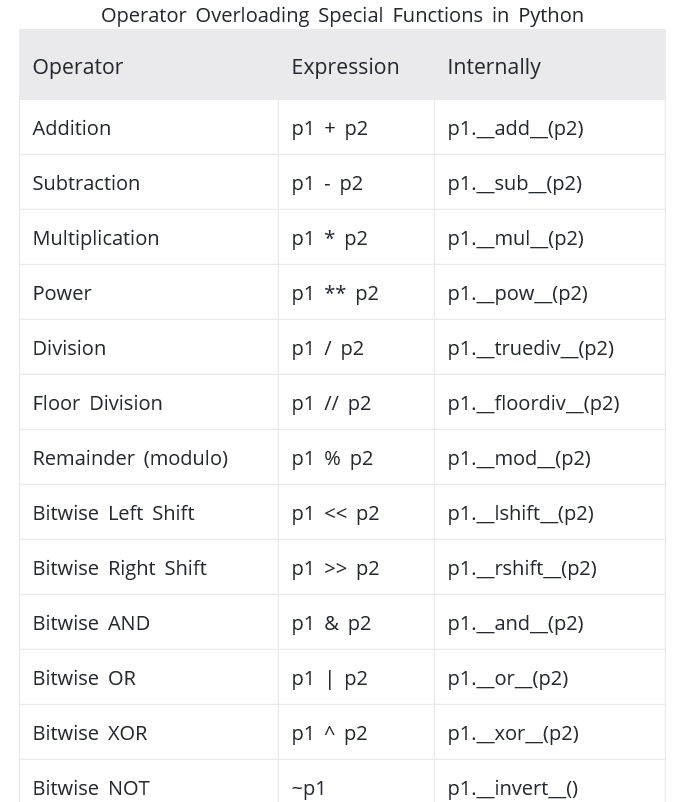 Operator Overloading Special Functions in Python
Operator Expression Internally
Addition p1 + p2 p1.__add__(p2)
Subtraction p1 - p2 p1.__sub__(p2)
Multiplication p1 * p2 p1.__mul__(p2)
Power p1 ** p2 p1.__pow__(p2)
Division p1 / p2 p1.__truediv__(p2)
Floor Division p1 // p2 p1.__floordiv__(p2)
Remainder (modulo) p1 % p2 p1.__mod__(p2)
Bitwise Left Shift p1 << p2 p1.__lshift__(p2)
Bitwise Right Shift p1 >> p2 p1.__rshift__(p2)
Bitwise AND p1 & p2 p1.__and__(p2)
Bitwise OR p1 | p2 p1.__or__(p2)
Bitwise XOR p1 ^ p2 p1.__xor__(p2)
Bitwise NOT ~p1 p1.__invert__()